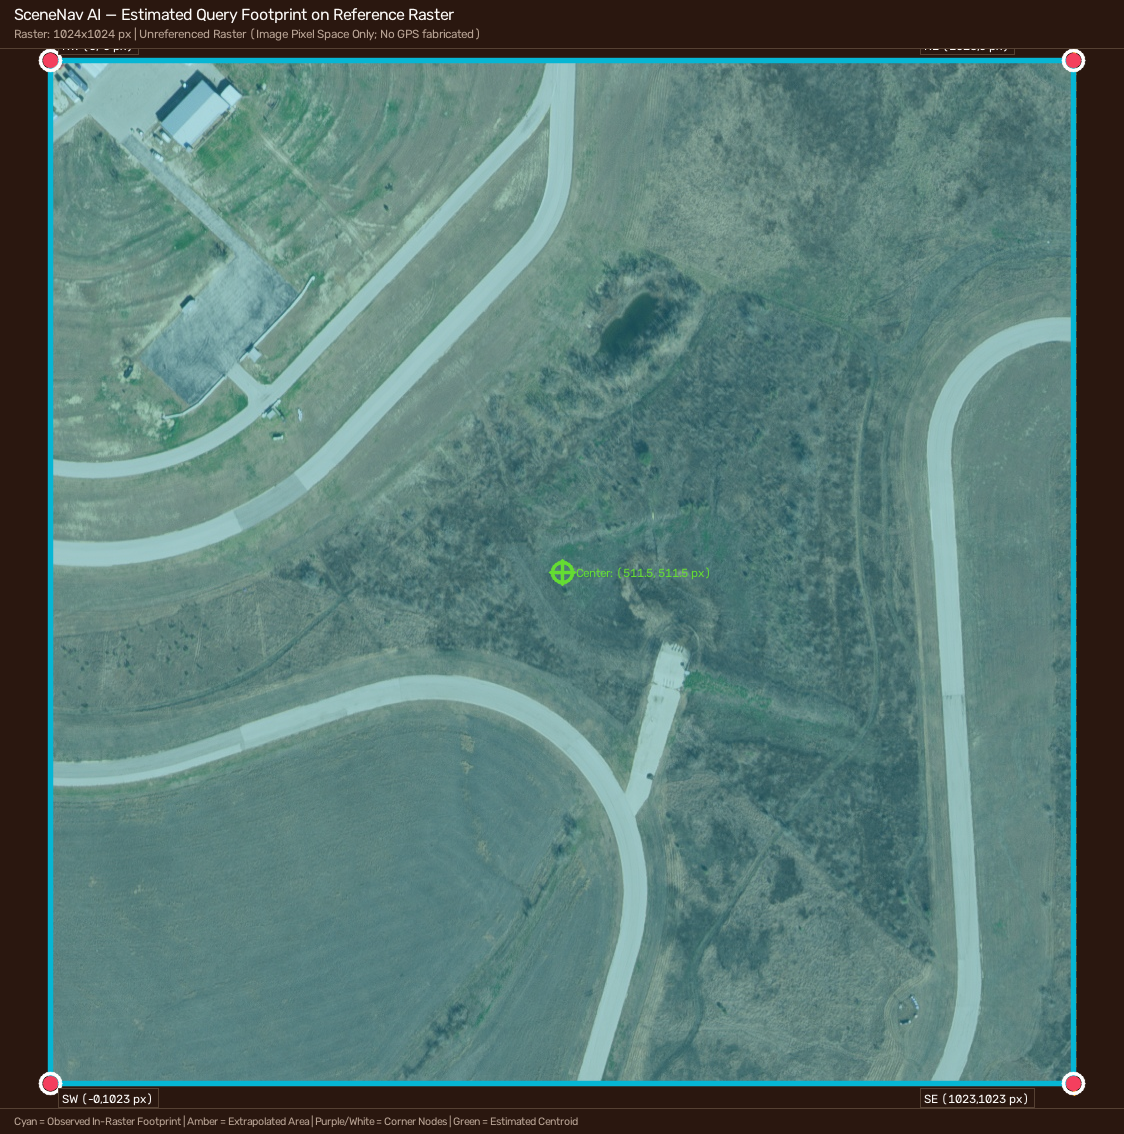 SceneNav AI — Estimated Query Footprint on Reference Raster
Raster: 1024x1024 px | Unreferenced Raster (Image Pixel Space Only; No GPS fabricated)
Center: (511.5, 511.5 px)
SW (-0,1023 px)
SE (1023,1023 px)
Cyan = Observed In-Raster Footprint | Amber = Extrapolated Area | Purple/White = Corner Nodes | Green = Estimated Centroid